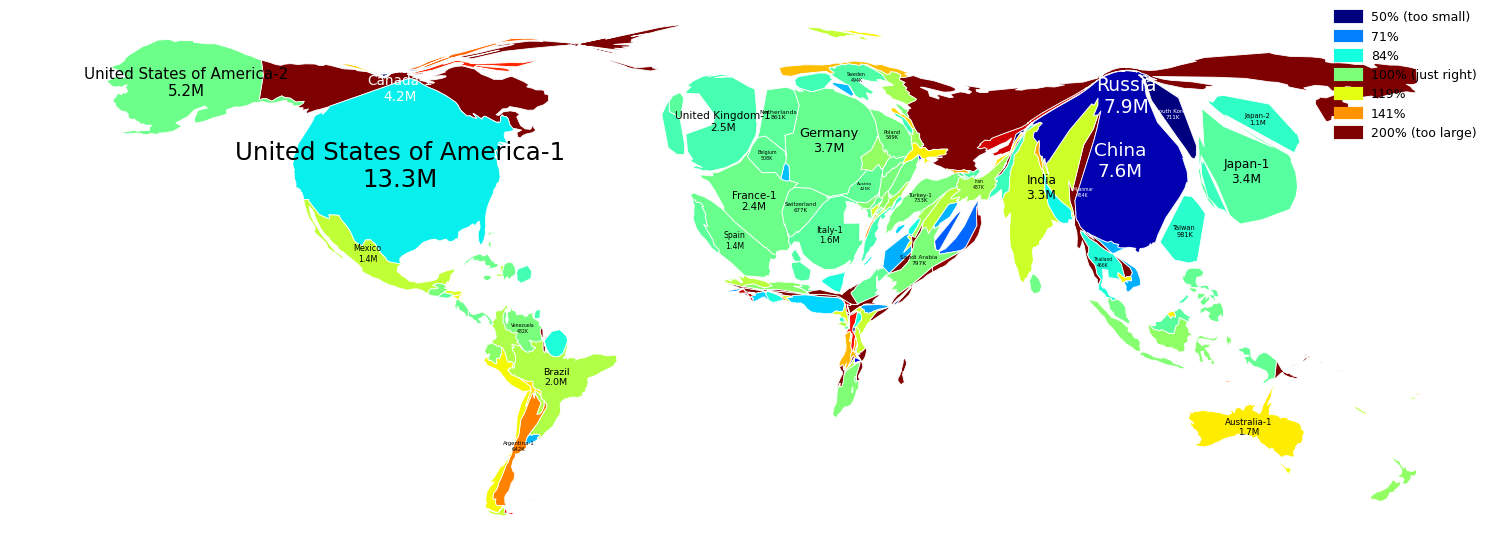 50% (too small)
71%
84%
100% (just right)
119%
141%
200% (too large)
United States of America-2
5.2M
Canada
4.2M
United States of America-1
13.3M
Mexico
1.4M
Venezuela
482K
Brazil
2.0M
Argentina-1
642K
Sweden
494K
United Kingdom-1
2.5M
Netherlands
861K
Belgium
508K
Germany
3.7M
Poland
589K
Austria
426K
France-1
2.4M
Switzerland
677K
Spain
1.4M
Italy-1
1.6M
Turkey-1
733K
Iran
487K
Saudi Arabia
797K
Russia
7.9M
South Korea
711K
China
7.6M
India
3.3M
Myanmar
Japan-2
1.1M
Japan-1
3.4M
Taiwan
981K
Thailand
466K
Australia-1
1.7M